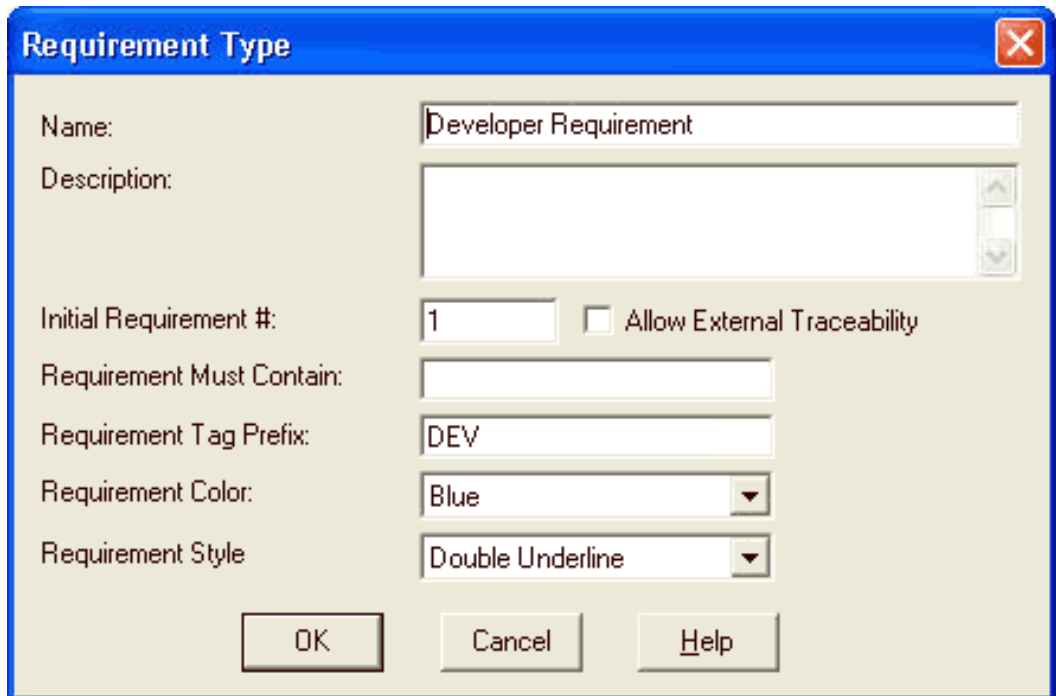 Requirement Type
Name: Developer Requirement
Description:
Initial Requirement #: 1 Allow External Traceability
Requirement Must Contain:
Requirement Tag Prefix: DEV
Requirement Color: Blue
Requirement Style Double Underline
OK Cancel Help